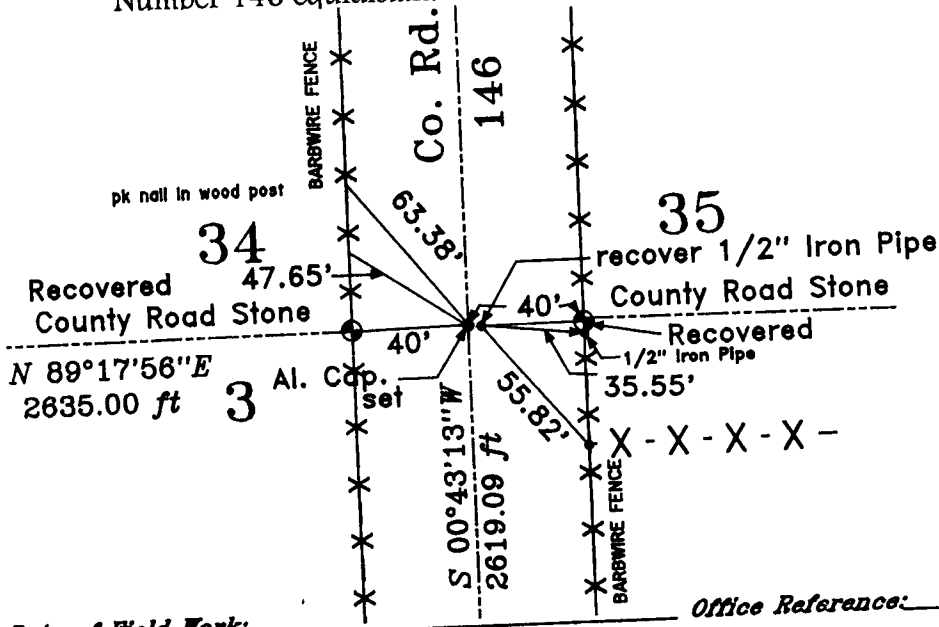 Number 146
BARBWIRE FENCE
Co. Rd.
146
pk nail in wood post
63.38'
34
35
47.65'
recover 1/2" Iron Pipe
Recovered
County Road Stone
40'
County Road Stone
40'
Recovered
1/2" Iron Pipe
N 89°17'56"E
2635.00 ft
3
Al. Cap.
set
35.55'
55.82'
S 00°43'13"W
2619.09 ft
X - X - X - X -
BARBWIRE FENCE
Office Reference: